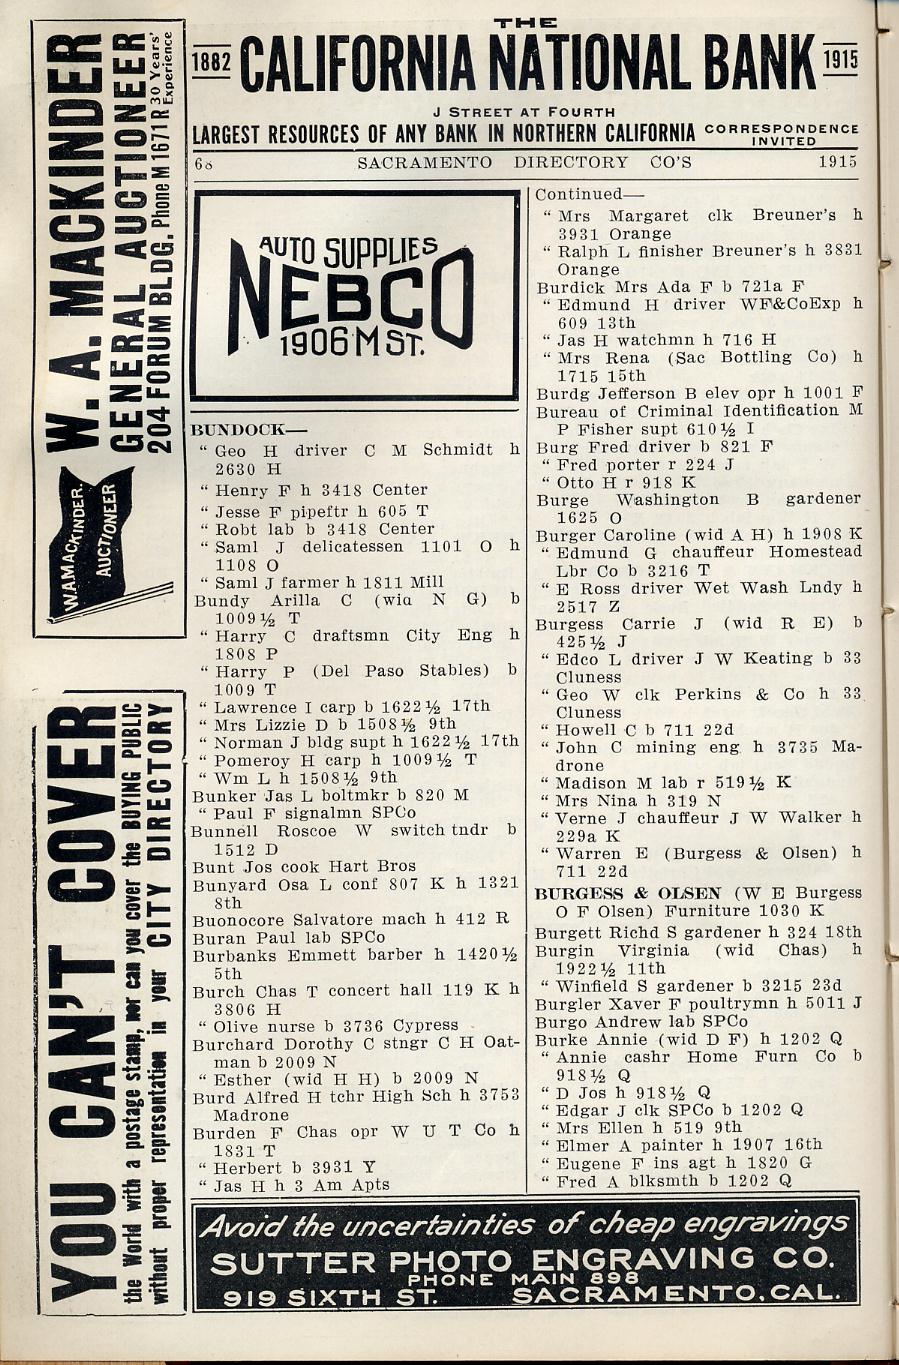 THE
1882 CALIFORNIA NATIONAL BANK 1915
J STREET AT FOURTH
LARGEST RESOURCES OF ANY BANK IN NORTHERN CALIFORNIA CORRESPONDENCE INVITED
68 SACRAMENTO DIRECTORY CO'S 1915
W. A. MACKINDER
GENERAL AUCTIONEER
204 FORUM BLDG. Phone M 1671 R 30 Years' Experience
W.A.MACKINDER.
AUCTIONEER
YOU CAN'T COVER
the World with a postage stamp, nor can you cover the BUYING PUBLIC
without proper representation in your CITY DIRECTORY
AUTO SUPPLIES
NEBCO
1906 M ST.
BUNDOCK—
“ Geo H driver C M Schmidt h
2630 H
“ Henry F h 3418 Center
“ Jesse F pipeftr h 605 T
“ Robt lab b 3418 Center
“ Saml J delicatessen 1101 O h
1108 O
“ Saml J farmer h 1811 Mill
Bundy Arilla C (wid N G) b
1009½ T
“ Harry C draftsmn City Eng h
1808 P
“ Harry P (Del Paso Stables) b
1009 T
“ Lawrence I carp b 1622½ 17th
“ Mrs Lizzie D b 1508½ 9th
“ Norman J bldg supt h 1622½ 17th
“ Pomeroy H carp h 1009½ T
“ Wm L h 1508½ 9th
Bunker Jas L boltmkr b 820 M
“ Paul F signalmn SPCo
Bunnell Roscoe W switch tndr b
1512 D
Bunt Jos cook Hart Bros
Bunyard Osa L conf 807 K h 1321
8th
Buonocore Salvatore mach h 412 R
Buran Paul lab SPCo
Burbanks Emmett barber h 1420½
5th
Burch Chas T concert hall 119 K h
3806 H
“ Olive nurse b 3736 Cypress
Burchard Dorothy C stngr C H Oat-
man b 2009 N
“ Esther (wid H H) b 2009 N
Burd Alfred H tchr High Sch h 3753
Madrone
Burden F Chas opr W U T Co h
1831 T
“ Herbert b 3931 Y
“ Jas H h 3 Am Apts
Continued—
“ Mrs Margaret clk Breuner's h
3931 Orange
“ Ralph L finisher Breuner's h 3831
Orange
Burdick Mrs Ada F b 721a F
“ Edmund H driver WF&CoExp h
609 13th
“ Jas H watchmn h 716 H
“ Mrs Rena (Sac Bottling Co) h
1715 15th
Burdg Jefferson B elev opr h 1001 F
Bureau of Criminal Identification M
P Fisher supt 610½ I
Burg Fred driver b 821 F
“ Fred porter r 224 J
“ Otto H r 918 K
Burge Washington B gardener
1625 O
Burger Caroline (wid A H) h 1908 K
“ Edmund G chauffeur Homestead
Lbr Co b 3216 T
“ E Ross driver Wet Wash Lndy h
2517 Z
Burgess Carrie J (wid R E) b
425½ J
“ Edco L driver J W Keating b 33
Cluness
“ Geo W clk Perkins & Co h 33
Cluness
“ Howell C b 711 22d
“ John C mining eng h 3735 Ma-
drone
“ Madison M lab r 519½ K
“ Mrs Nina h 319 N
“ Verne J chauffeur J W Walker h
229a K
“ Warren E (Burgess & Olsen) h
711 22d
BURGESS & OLSEN (W E Burgess
O F Olsen) Furniture 1030 K
Burgett Richd S gardener h 324 18th
Burgin Virginia (wid Chas) h
1922½ 11th
“ Winfield S gardener b 3215 23d
Burgler Xaver F poultrymn h 5011 J
Burgo Andrew lab SPCo
Burke Annie (wid D F) h 1202 Q
“ Annie cashr Home Furn Co b
918½ Q
“ D Jos h 918½ Q
“ Edgar J clk SPCo b 1202 Q
“ Mrs Ellen h 519 9th
“ Elmer A painter h 1907 16th
“ Eugene F ins agt h 1820 G
“ Fred A blksmth b 1202 Q
Avoid the uncertainties of cheap engravings
SUTTER PHOTO ENGRAVING CO.
PHONE MAIN 898
919 SIXTH ST. SACRAMENTO, CAL.